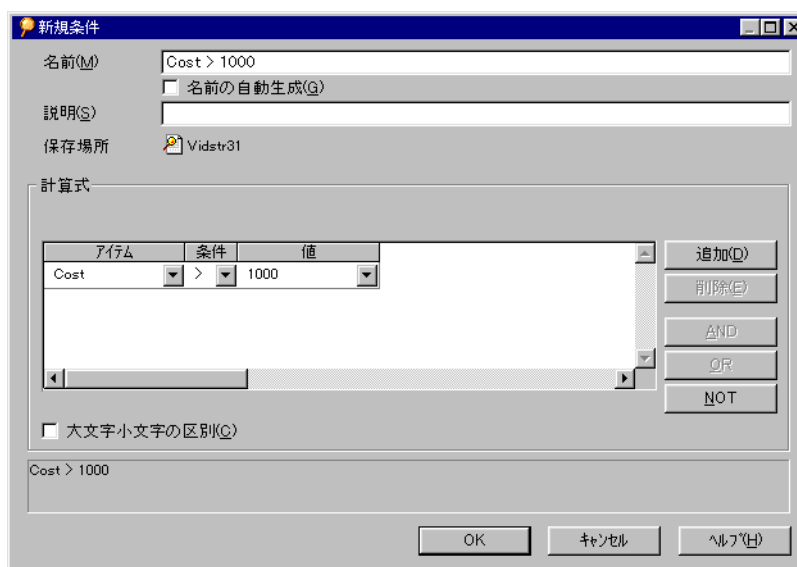 新規条件
名前(M) Cost > 1000
名前の自動生成(G)
説明(S)
保存場所 Vidstr31
計算式
アイテム 条件 値
Cost > 1000
追加(D)
削除(E)
AND
OR
NOT
大文字小文字の区別(C)
Cost > 1000
OK キャンセル ヘルプ(H)